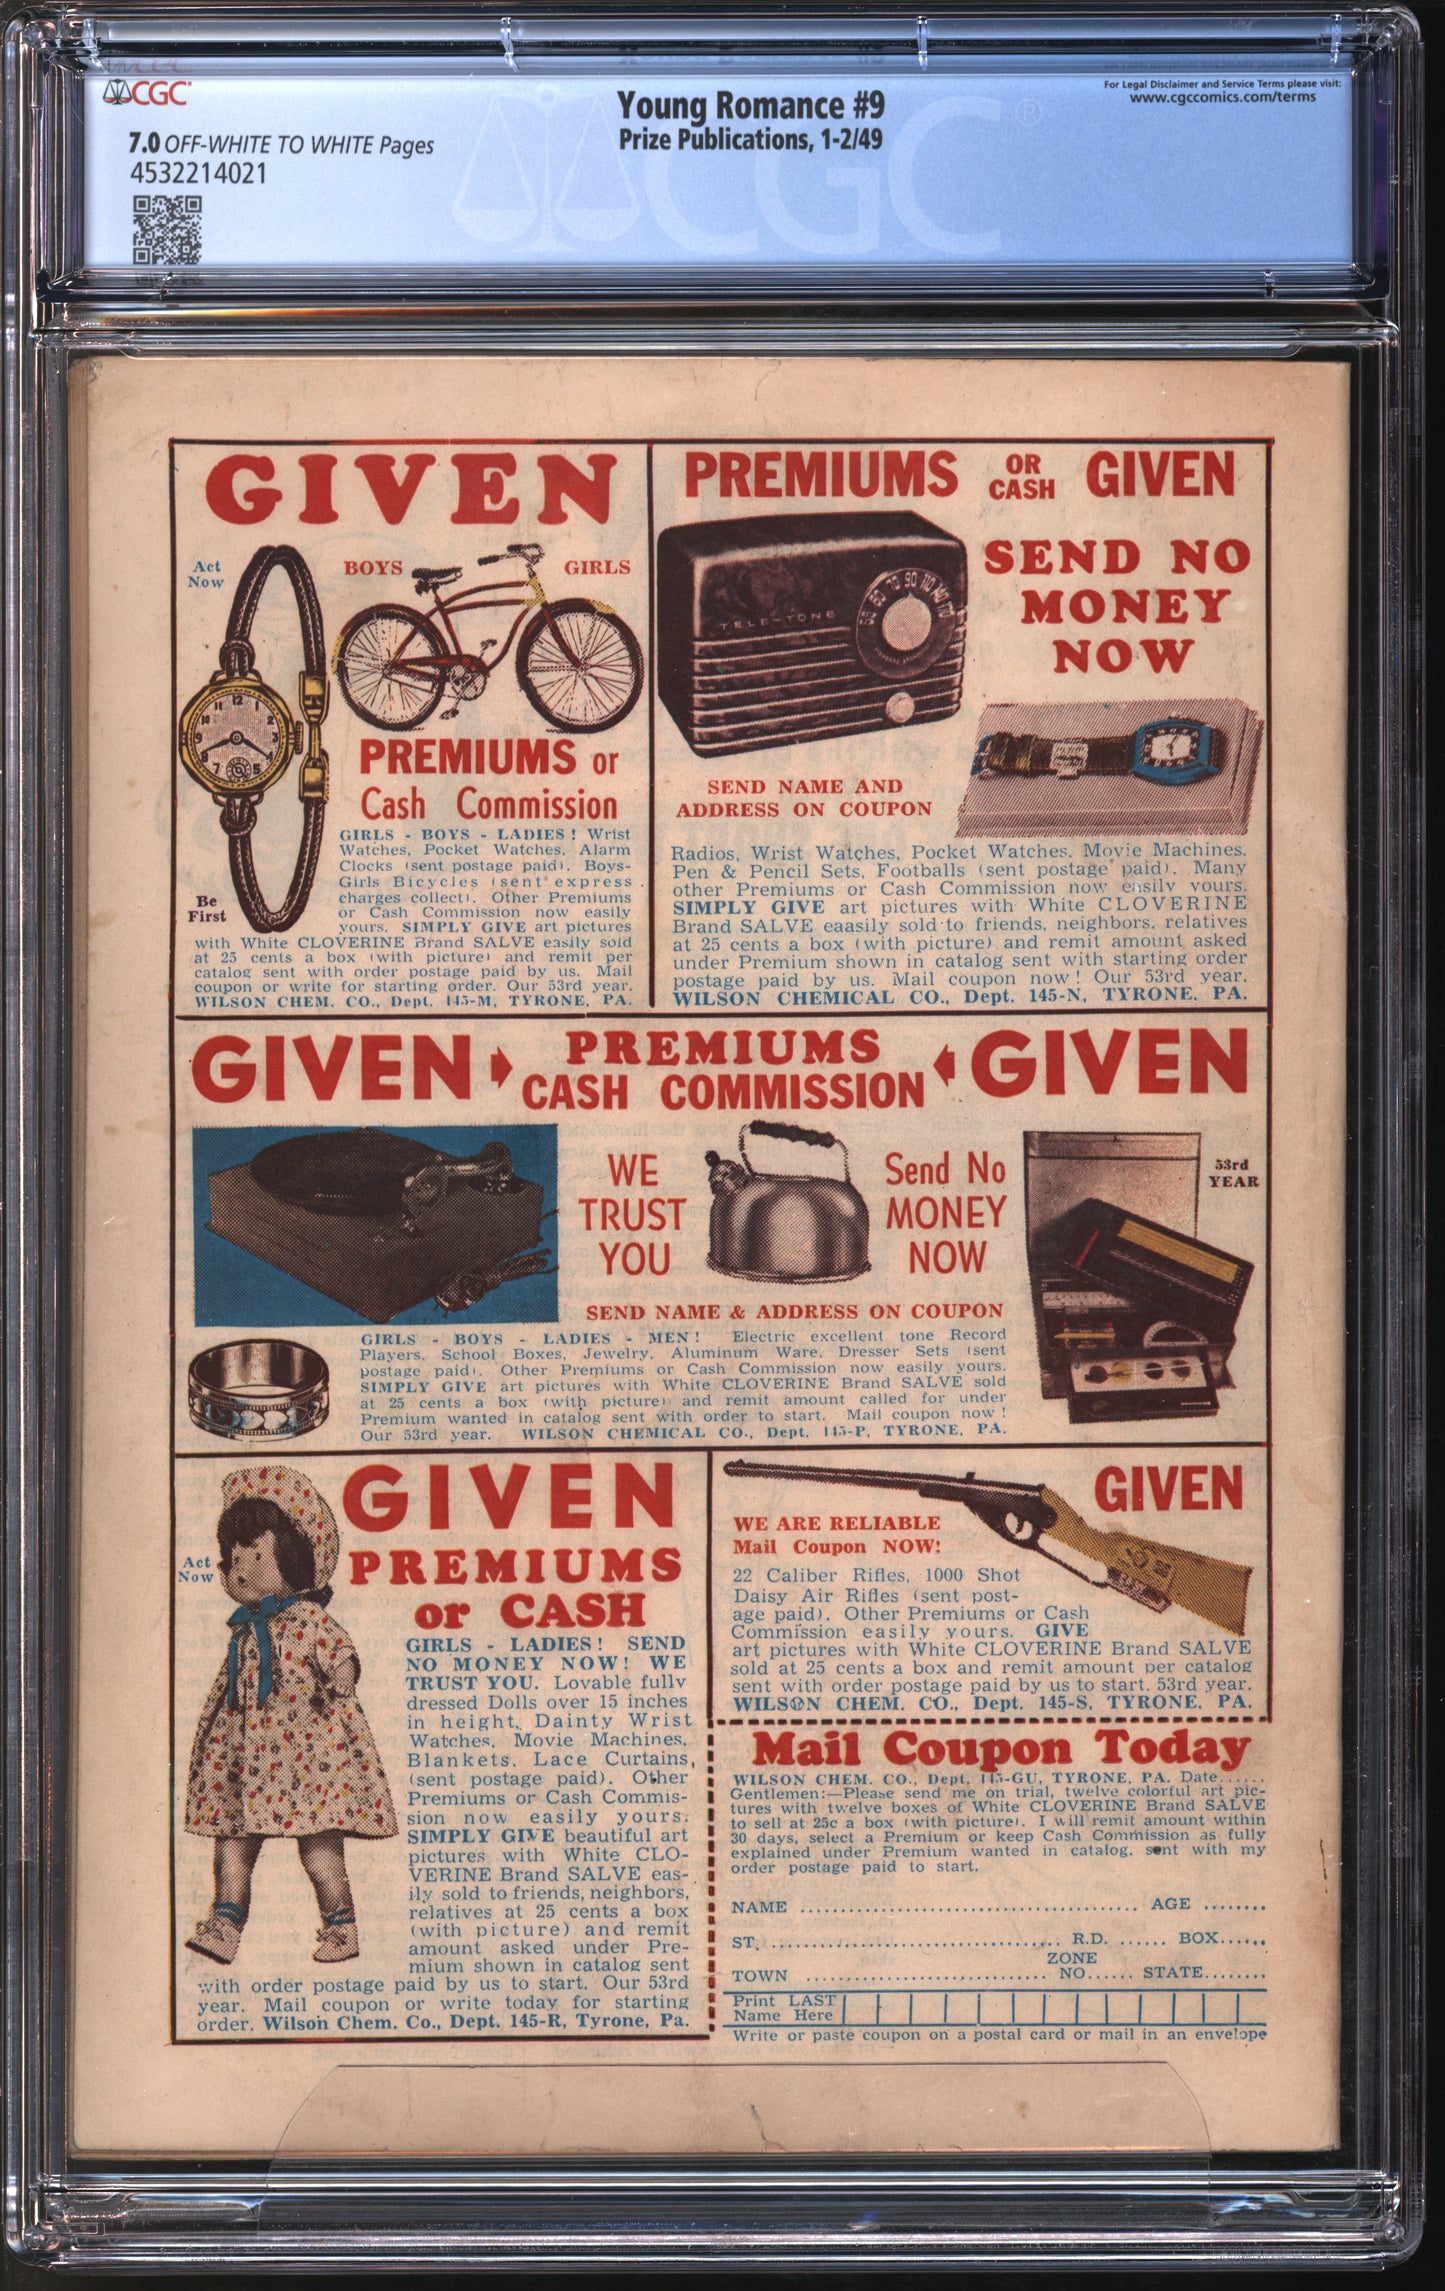 CGC
Young Romance #9
Prize Publications, 1-2/49
For Legal Disclaimer and Service Terms please visit:
www.cgccomics.com/terms
7.0 OFF-WHITE TO WHITE Pages
4532214021
CGC
®
GIVEN
Act
Now
BOYS
GIRLS
PREMIUMS or
Cash Commission
GIRLS - BOYS - LADIES! Wrist
Watches, Pocket Watches, Alarm
Clocks (sent postage paid). Boys-
Girls Bicycles (sent express
charges collect). Other Premiums
or Cash Commission now easily
yours. SIMPLY GIVE art pictures
Be
First
with White CLOVERINE Brand SALVE easily sold
at 25 cents a box (with picture) and remit per
catalog sent with order postage paid by us. Mail
coupon or write for starting order. Our 53rd year.
WILSON CHEM. CO., Dept. 145-M, TYRONE, PA.
PREMIUMS OR CASH GIVEN
SEND NO
MONEY
NOW
TELE-TONE
55 60 70 90 110 140 170
SEND NAME AND
ADDRESS ON COUPON
Radios, Wrist Watches, Pocket Watches, Movie Machines,
Pen & Pencil Sets, Footballs (sent postage paid). Many
other Premiums or Cash Commission now easily yours.
SIMPLY GIVE art pictures with White CLOVERINE
Brand SALVE eaasily sold to friends, neighbors, relatives
at 25 cents a box (with picture) and remit amount asked
under Premium shown in catalog sent with starting order
postage paid by us. Mail coupon now! Our 53rd year.
WILSON CHEMICAL CO., Dept. 145-N, TYRONE, PA.
GIVEN
PREMIUMS
CASH COMMISSION
GIVEN
WE
TRUST
YOU
Send No
MONEY
NOW
53rd
YEAR
SEND NAME & ADDRESS ON COUPON
GIRLS - BOYS - LADIES - MEN! Electric excellent tone Record
Players, School Boxes, Jewelry, Aluminum Ware, Dresser Sets (sent
postage paid). Other Premiums or Cash Commission now easily yours.
SIMPLY GIVE art pictures with White CLOVERINE Brand SALVE sold
at 25 cents a box (with picture) and remit amount called for under
Premium wanted in catalog sent with order to start. Mail coupon now!
Our 53rd year. WILSON CHEMICAL CO., Dept. 145-P, TYRONE, PA.
GIVEN
PREMIUMS
or CASH
Act
Now
GIRLS - LADIES! SEND
NO MONEY NOW! WE
TRUST YOU. Lovable fully
dressed Dolls over 15 inches
in height, Dainty Wrist
Watches, Movie Machines,
Blankets, Lace Curtains,
(sent postage paid). Other
Premiums or Cash Commis-
sion now easily yours.
SIMPLY GIVE beautiful art
pictures with White CLO-
VERINE Brand SALVE eas-
ily sold to friends, neighbors,
relatives at 25 cents a box
(with picture) and remit
amount asked under Pre-
mium shown in catalog sent
with order postage paid by us to start. Our 53rd
year. Mail coupon or write today for starting
order. Wilson Chem. Co., Dept. 145-R, Tyrone, Pa.
GIVEN
WE ARE RELIABLE
Mail Coupon NOW!
22 Caliber Rifles, 1000 Shot
Daisy Air Rifles (sent post-
age paid). Other Premiums or Cash
Commission easily yours. GIVE
art pictures with White CLOVERINE Brand SALVE
sold at 25 cents a box and remit amount per catalog
sent with order postage paid by us to start. 53rd year.
WILSON CHEM. CO., Dept. 145-S, TYRONE, PA.
Mail Coupon Today
WILSON CHEM. CO., Dept. 145-GU, TYRONE, PA. Date......
Gentlemen:—Please send me on trial, twelve colorful art pic-
tures with twelve boxes of White CLOVERINE Brand SALVE
to sell at 25c a box (with picture). I will remit amount within
30 days, select a Premium or keep Cash Commission as fully
explained under Premium wanted in catalog, sent with my
order postage paid to start.
NAME ........................................ AGE ........
ST. .................................. R.D. ...... BOX......
TOWN ............................ ZONE NO...... STATE........
Print LAST
Name Here
Write or paste coupon on a postal card or mail in an envelope